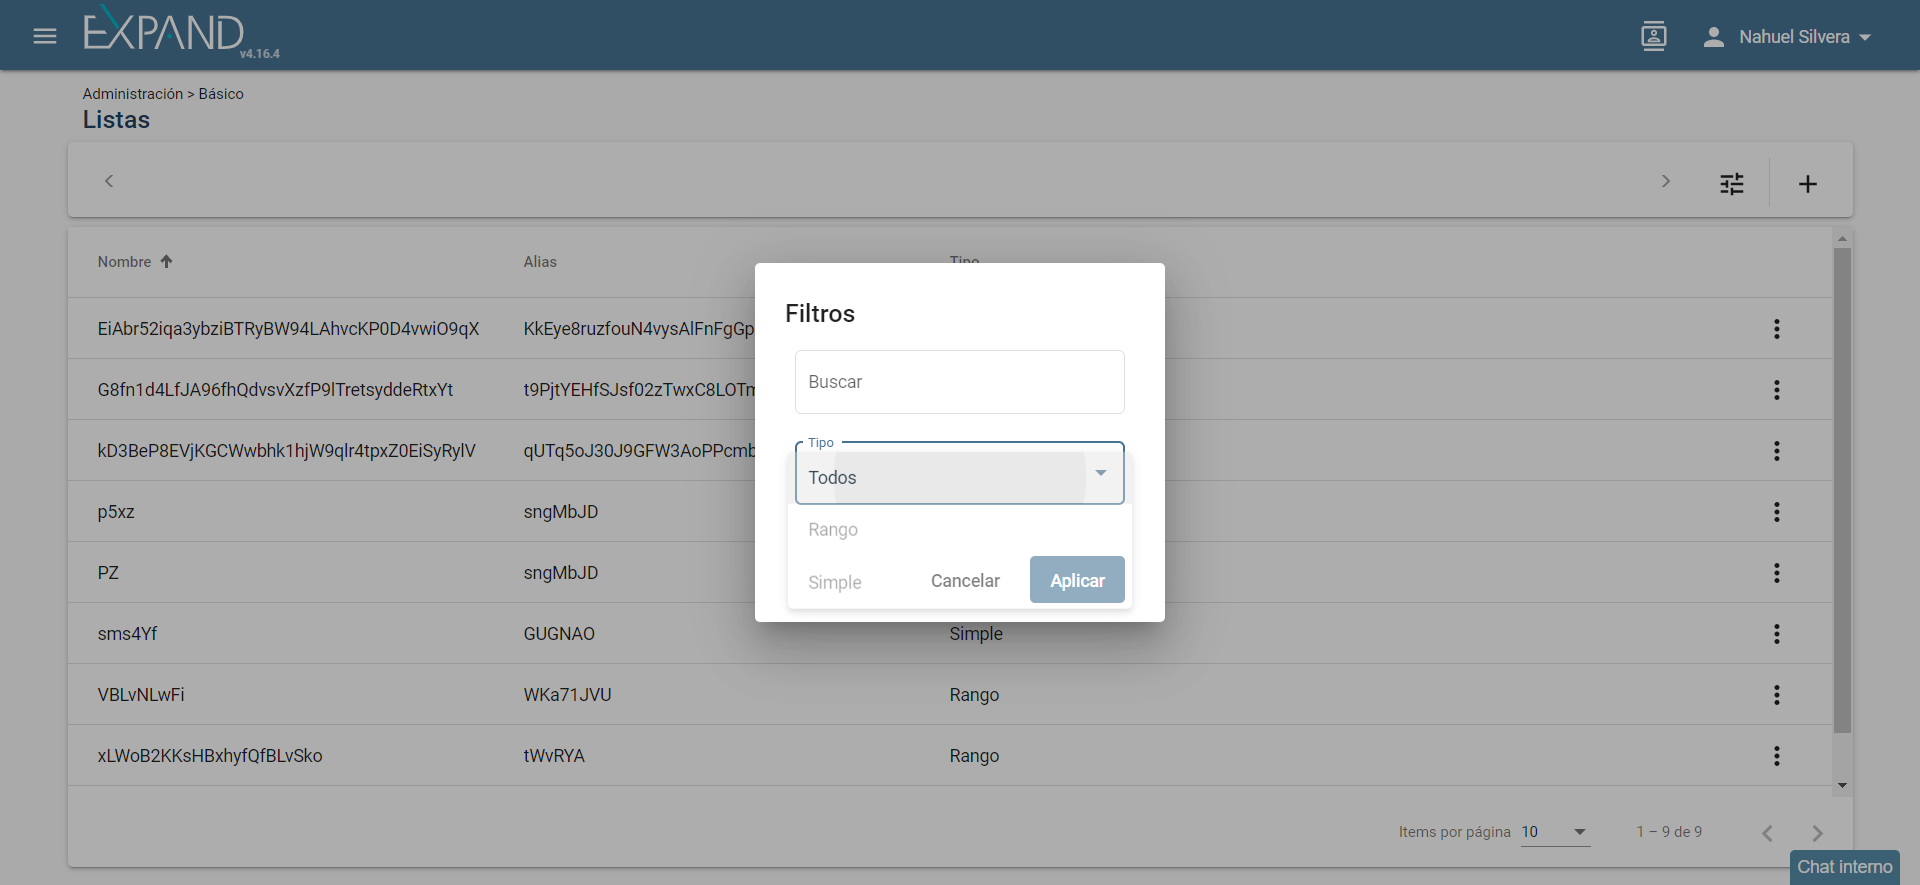 EXPAND
v4.16.4
Nahuel Silvera
Administración > Básico
Listas
Nombre Alias Tipo
EiAbr52iqa3ybziBTRyBW94LAhvcKP0D4vwiO9qX KkEye8ruzfouN4vysAlFnFgGp
G8fn1d4LfJA96fhQdvsvXzfP9lTretsyddeRtxYt t9PjtYEHfSJsf02zTwxC8LOTm
kD3BeP8EVjKGCWwbhk1hjW9qlr4tpxZ0EiSyRylV qUTq5oJ30J9GFW3AoPPcmb
p5xz sngMbJD
PZ sngMbJD
sms4Yf GUGNAO Simple
VBLvNLwFi WKa71JVU Rango
xLWoB2KKsHBxhyfQfBLvSko tWvRYA Rango
Filtros
Buscar
Tipo
Todos
Rango
Simple Cancelar Aplicar
Items por página 10 1 – 9 de 9
Chat interno